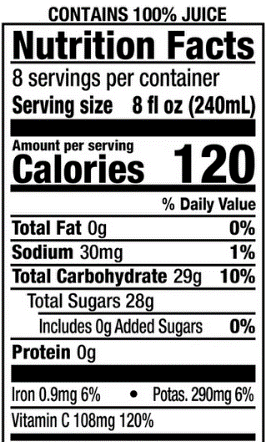 CONTAINS 100% JUICE
Nutrition Facts
8 servings per container
Serving size 8 fl oz (240mL)
Amount per serving
Calories 120
% Daily Value
Total Fat 0g 0%
Sodium 30mg 1%
Total Carbohydrate 29g 10%
Total Sugars 28g
Includes 0g Added Sugars 0%
Protein 0g
Iron 0.9mg 6% • Potas. 290mg 6%
Vitamin C 108mg 120%